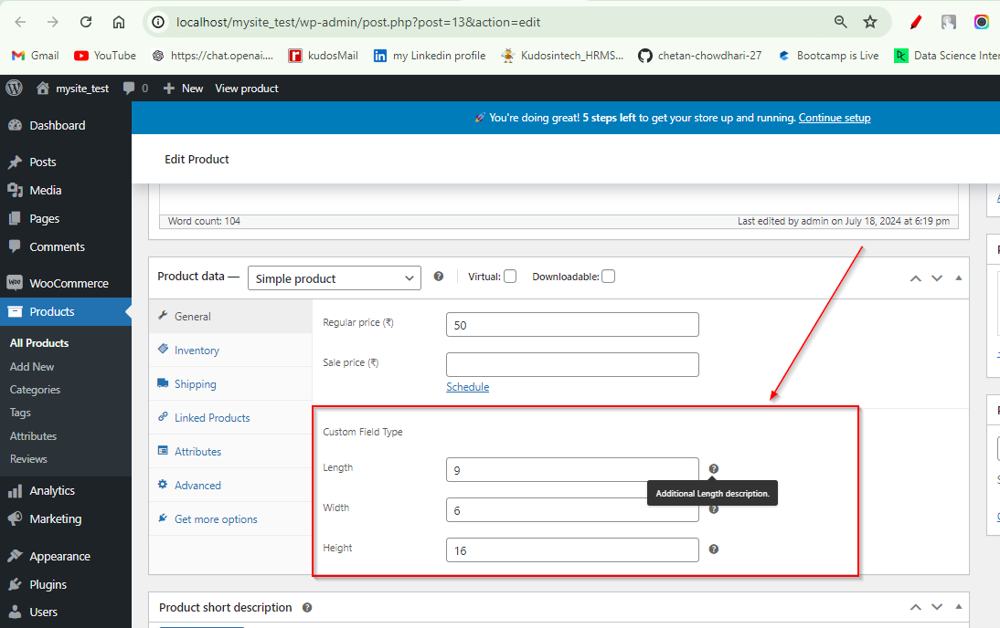 localhost/mysite_test/wp-admin/post.php?post=13&action=edit
Gmail YouTube https://chat.openai.... kudosMail my Linkedin profile Kudosintech_HRMS... chetan-chowdhari-27 Bootcamp is Live Data Science Inter
mysite_test 0 New View product
🚀 You're doing great! 5 steps left to get your store up and running. Continue setup
Dashboard
Posts
Media
Pages
Comments
WooCommerce
Products
All Products
Add New
Categories
Tags
Attributes
Reviews
Analytics
Marketing
Appearance
Plugins
Users
Edit Product
Word count: 104 Last edited by admin on July 18, 2024 at 6:19 pm
Product data — Simple product Virtual: Downloadable:
General
Inventory
Shipping
Linked Products
Attributes
Advanced
Get more options
Regular price (₹) 50
Sale price (₹)
Schedule
Custom Field Type
Length 9
Additional Length description.
Width 6
Height 16
Product short description